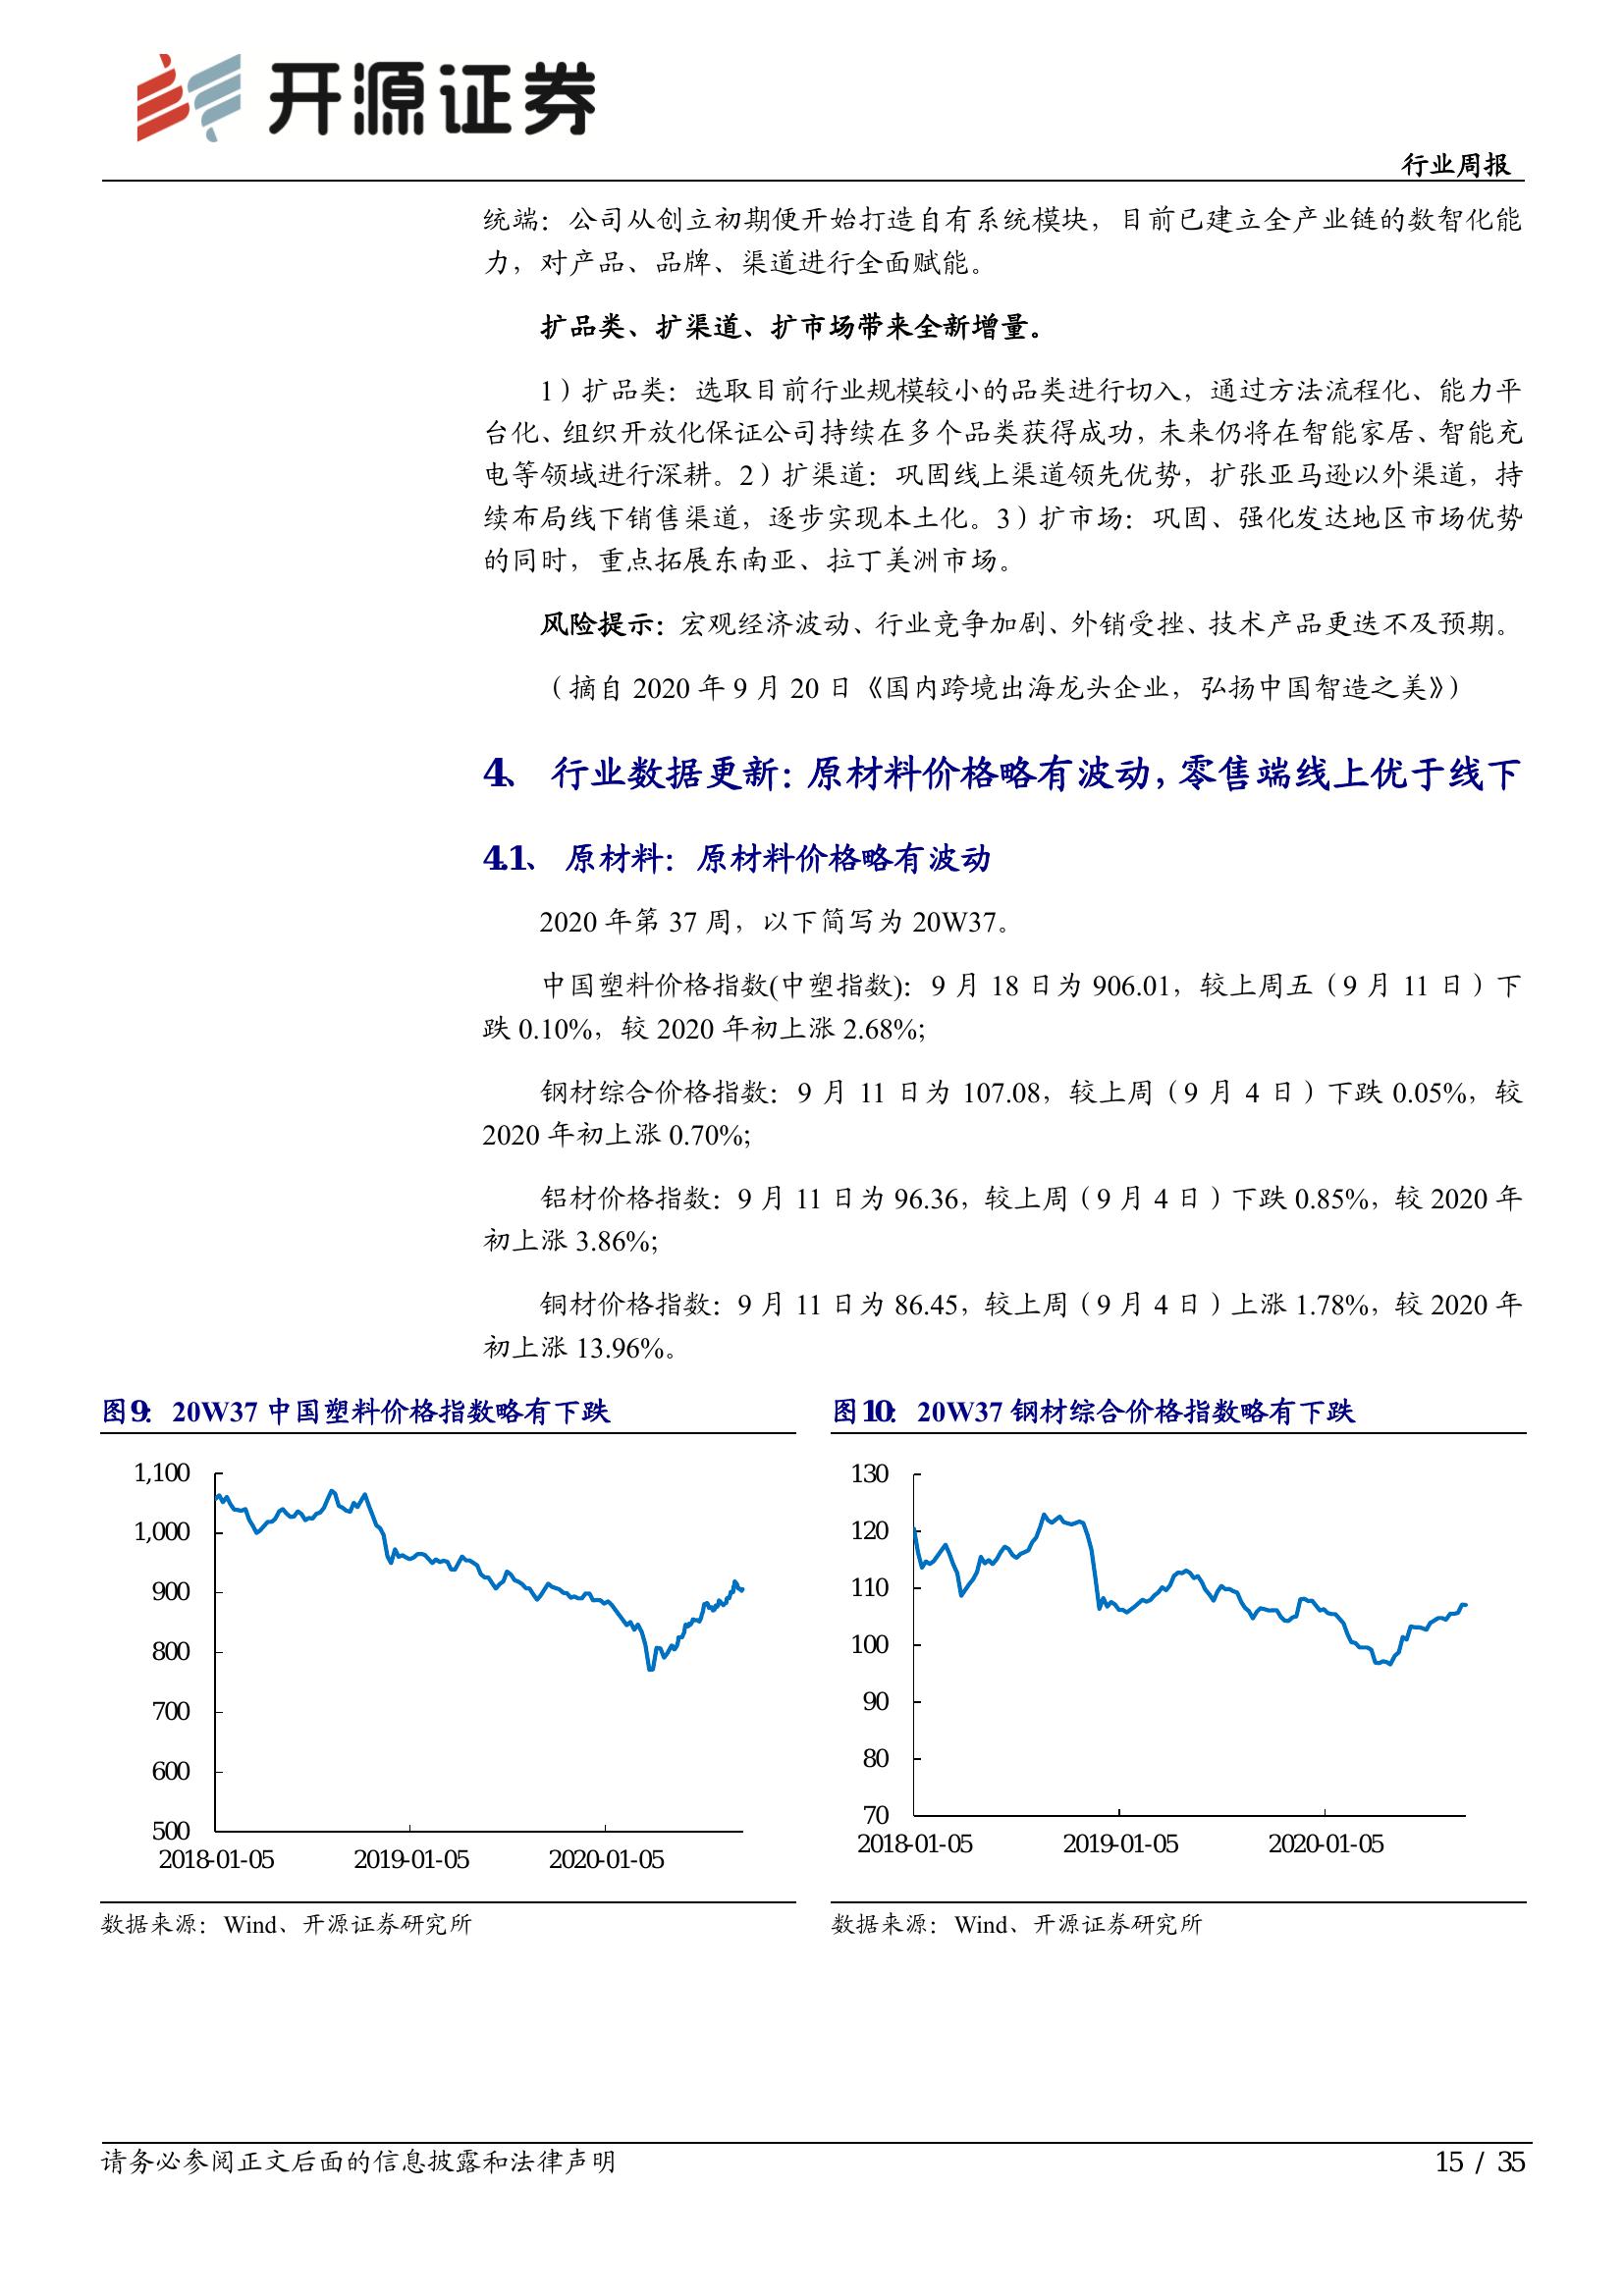 开源证券
行业周报
统端：公司从创立初期便开始打造自有系统模块，目前已建立全产业链的数智化能
力，对产品、品牌、渠道进行全面赋能。
扩品类、扩渠道、扩市场带来全新增量。
1）扩品类：选取目前行业规模较小的品类进行切入，通过方法流程化、能力平
台化、组织开放化保证公司持续在多个品类获得成功，未来仍将在智能家居、智能充
电等领域进行深耕。2）扩渠道：巩固线上渠道领先优势，扩张亚马逊以外渠道，持
续布局线下销售渠道，逐步实现本土化。3）扩市场：巩固、强化发达地区市场优势
的同时，重点拓展东南亚、拉丁美洲市场。
风险提示：宏观经济波动、行业竞争加剧、外销受挫、技术产品更迭不及预期。
（摘自 2020 年 9 月 20 日《国内跨境出海龙头企业，弘扬中国智造之美》）
4、 行业数据更新：原材料价格略有波动，零售端线上优于线下
4.1、 原材料：原材料价格略有波动
2020 年第 37 周，以下简写为 20W37。
中国塑料价格指数(中塑指数)：9 月 18 日为 906.01，较上周五（9 月 11 日）下
跌 0.10%，较 2020 年初上涨 2.68%;
钢材综合价格指数：9 月 11 日为 107.08，较上周（9 月 4 日）下跌 0.05%，较
2020 年初上涨 0.70%;
铝材价格指数：9 月 11 日为 96.36，较上周（9 月 4 日）下跌 0.85%，较 2020 年
初上涨 3.86%;
铜材价格指数：9 月 11 日为 86.45，较上周（9 月 4 日）上涨 1.78%，较 2020 年
初上涨 13.96%。
图9： 20W37 中国塑料价格指数略有下跌
1,100
1,000
900
800
700
600
500
2018-01-05 2019-01-05 2020-01-05
数据来源：Wind、开源证券研究所
图10： 20W37 钢材综合价格指数略有下跌
130
120
110
100
90
80
70
2018-01-05 2019-01-05 2020-01-05
数据来源：Wind、开源证券研究所
请务必参阅正文后面的信息披露和法律声明
15 / 35